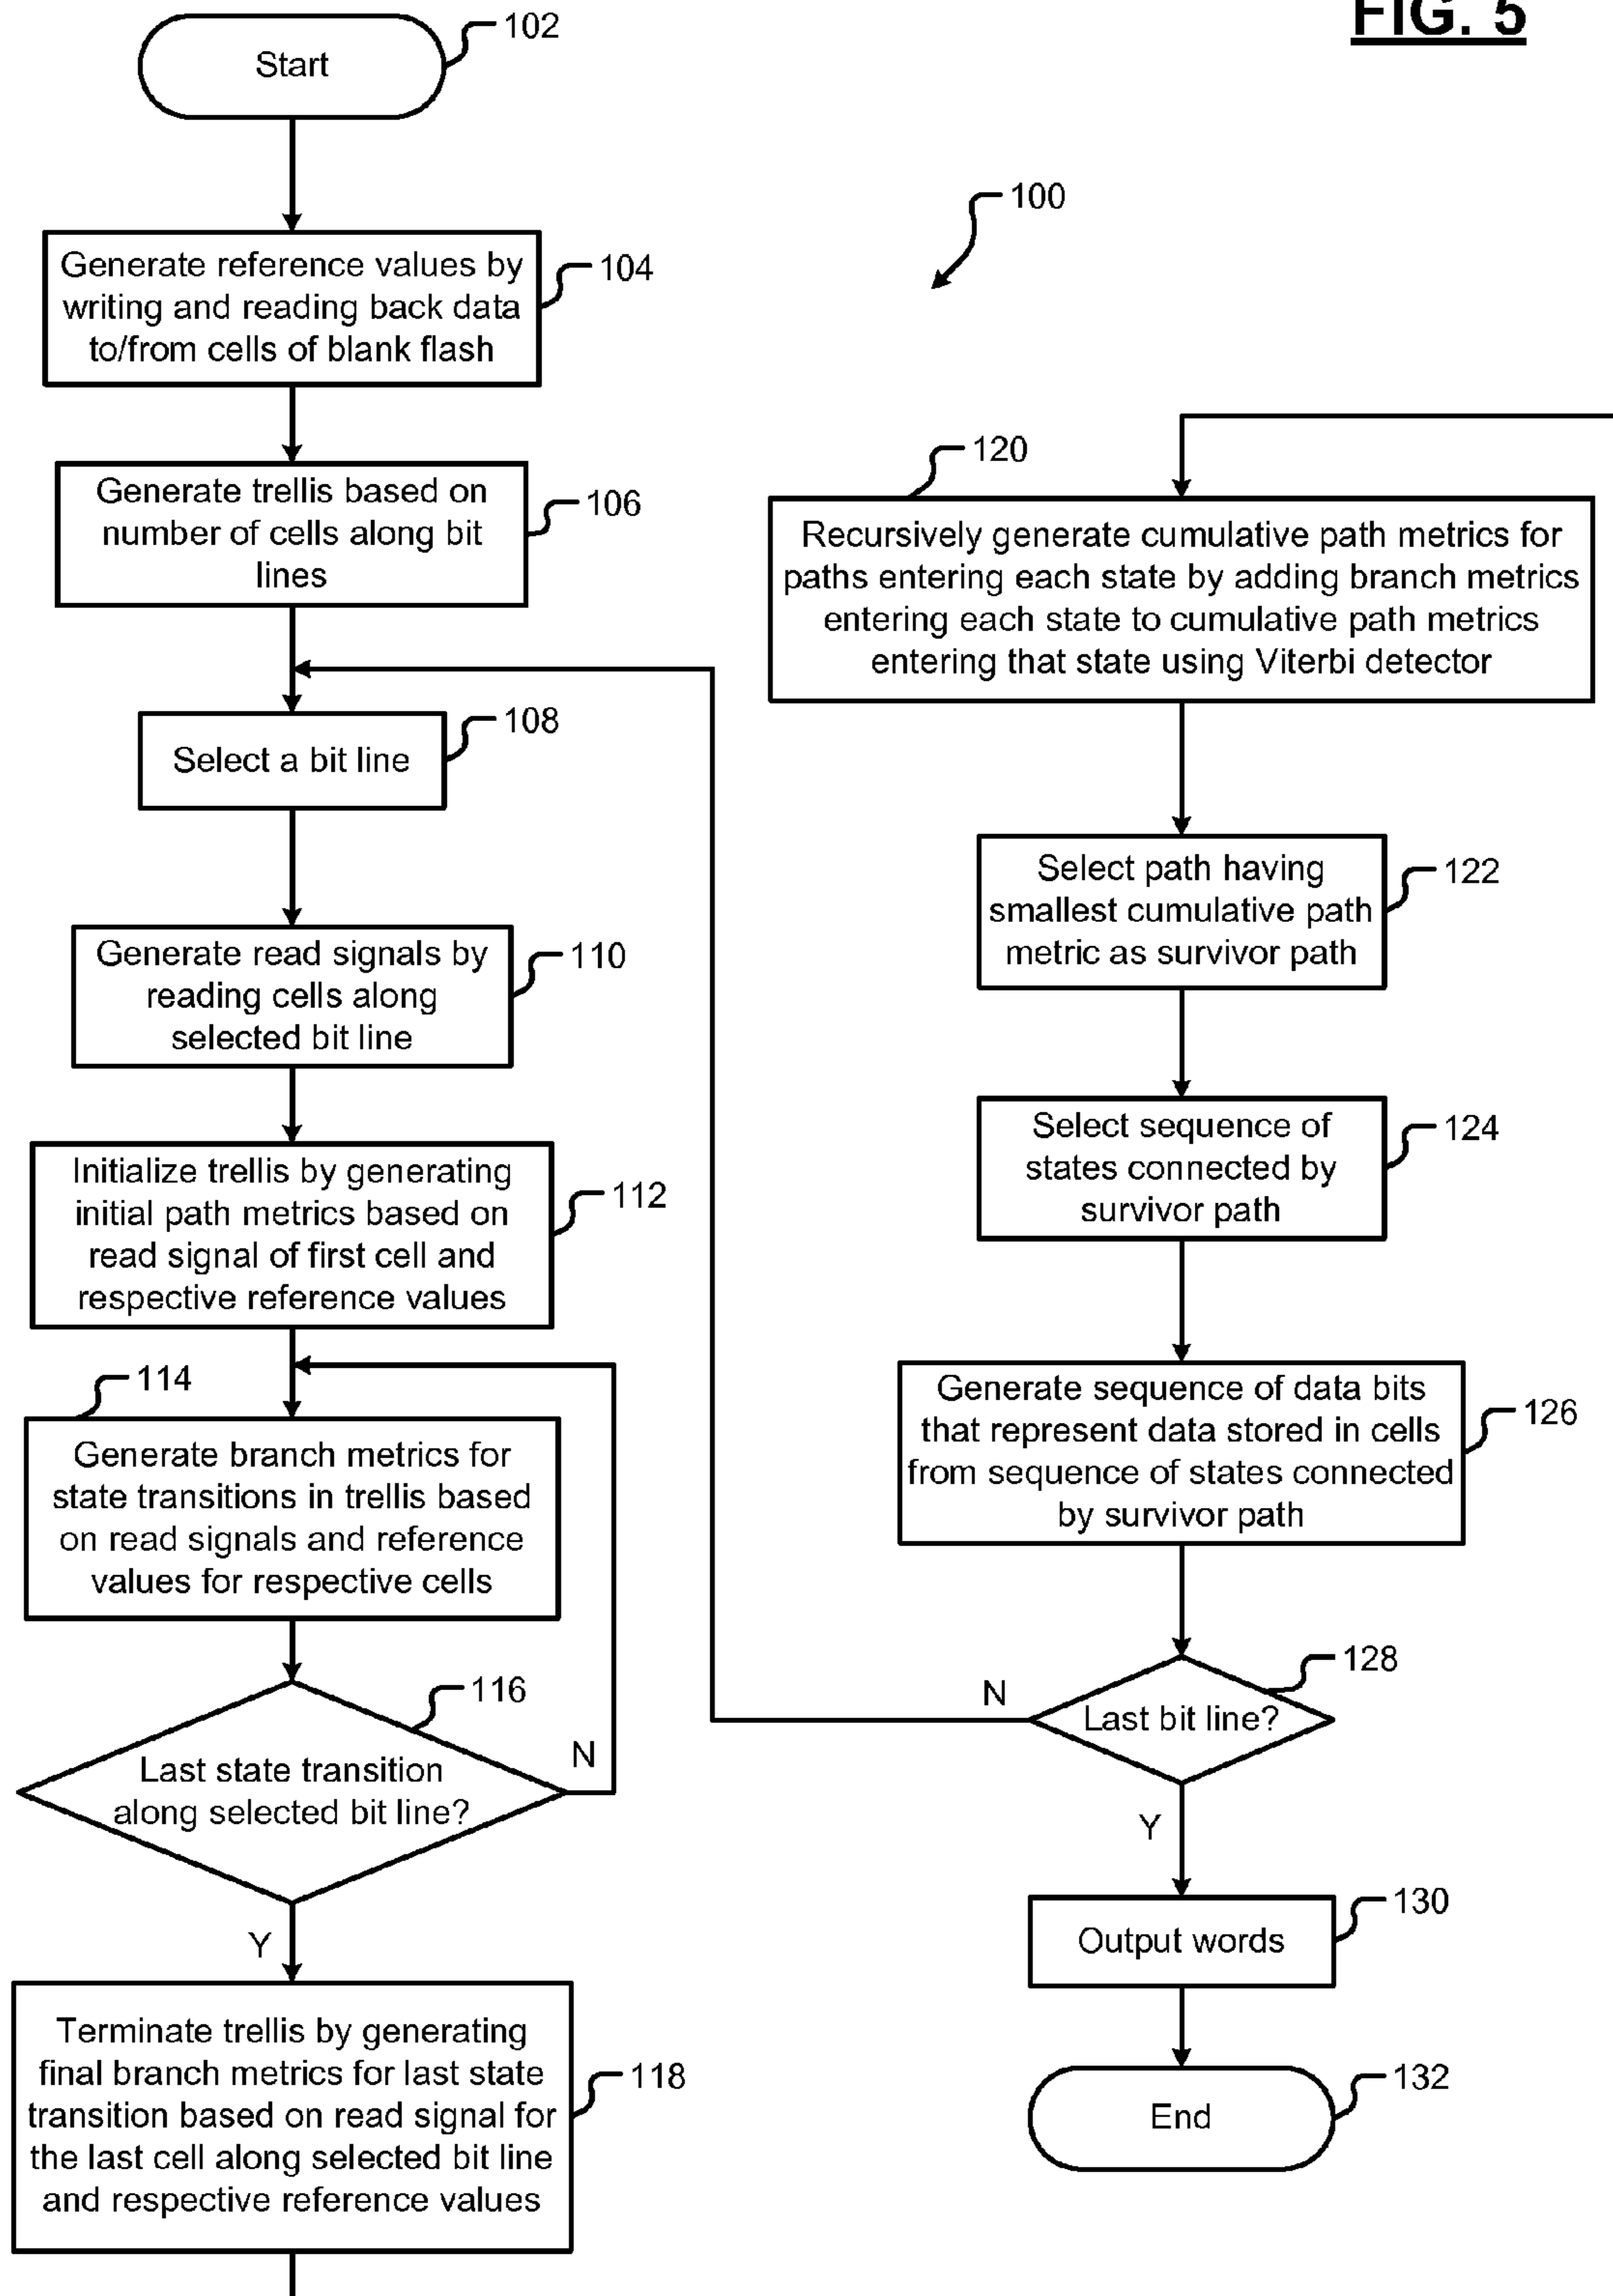 FIG. 5
102
Start
100
Generate reference values by
writing and reading back data
to/from cells of blank flash
104
Generate trellis based on
number of cells along bit
lines
106
Select a bit line
108
Generate read signals by
reading cells along
selected bit line
110
Initialize trellis by generating
initial path metrics based on
read signal of first cell and
respective reference values
112
114
Generate branch metrics for
state transitions in trellis based
on read signals and reference
values for respective cells
116
Last state transition
along selected bit line?
N
Y
Terminate trellis by generating
final branch metrics for last state
transition based on read signal for
the last cell along selected bit line
and respective reference values
118
120
Recursively generate cumulative path metrics for
paths entering each state by adding branch metrics
entering each state to cumulative path metrics
entering that state using Viterbi detector
Select path having
smallest cumulative path
metric as survivor path
122
Select sequence of
states connected by
survivor path
124
Generate sequence of data bits
that represent data stored in cells
from sequence of states connected
by survivor path
126
128
Last bit line?
N
Y
130
Output words
132
End